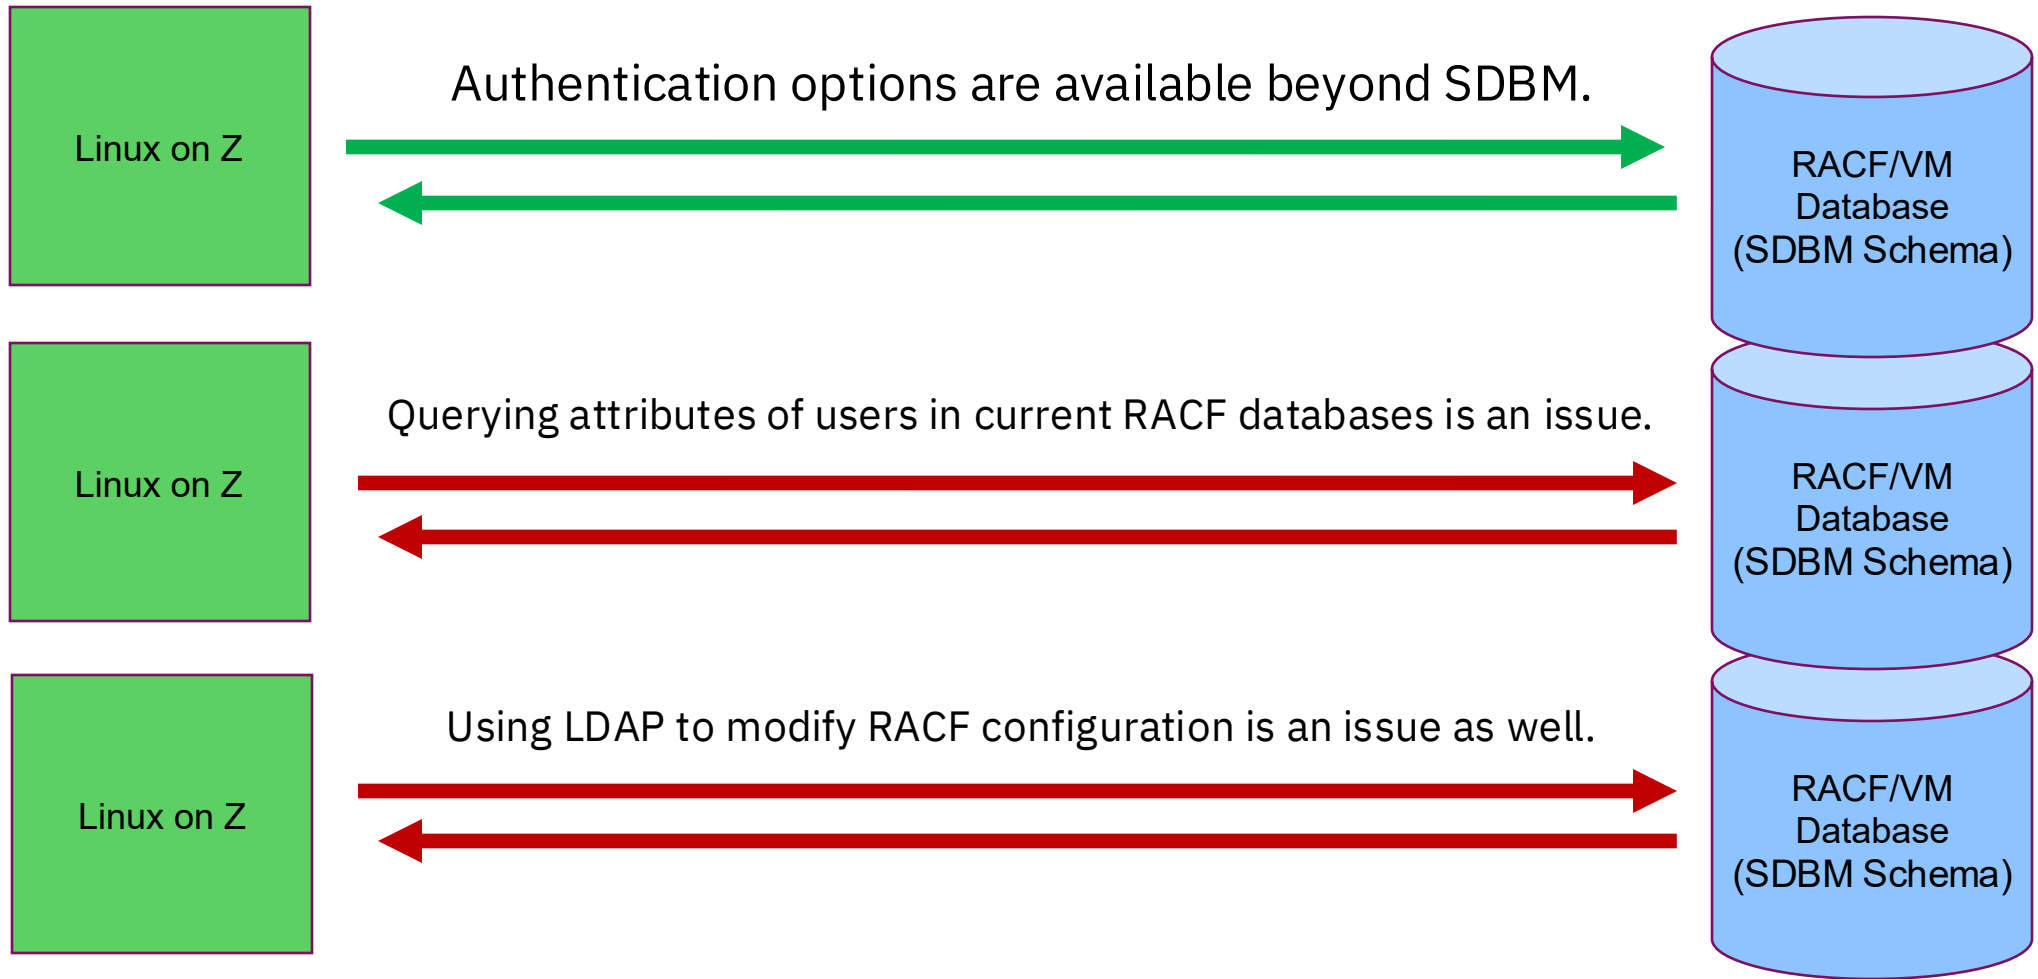 Authentication options are available beyond SDBM.
Linux on Z
RACF/VM
Database
(SDBM Schema)
Querying attributes of users in current RACF databases is an issue.
Linux on Z
RACF/VM
Database
(SDBM Schema)
Using LDAP to modify RACF configuration is an issue as well.
Linux on Z
RACF/VM
Database
(SDBM Schema)